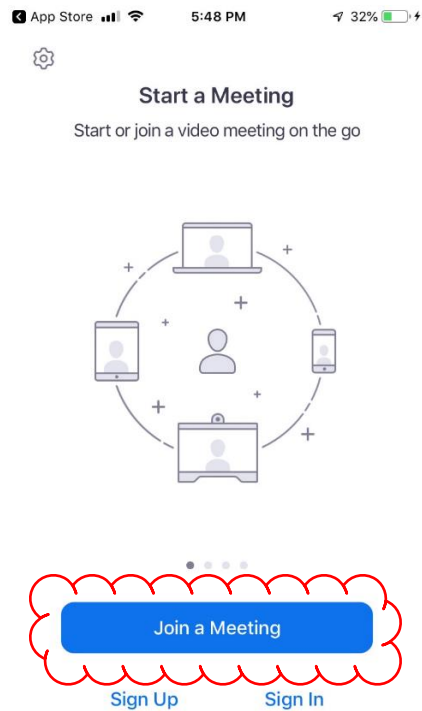 App Store 5:48 PM 32%
Start a Meeting
Start or join a video meeting on the go
Join a Meeting
Sign Up Sign In